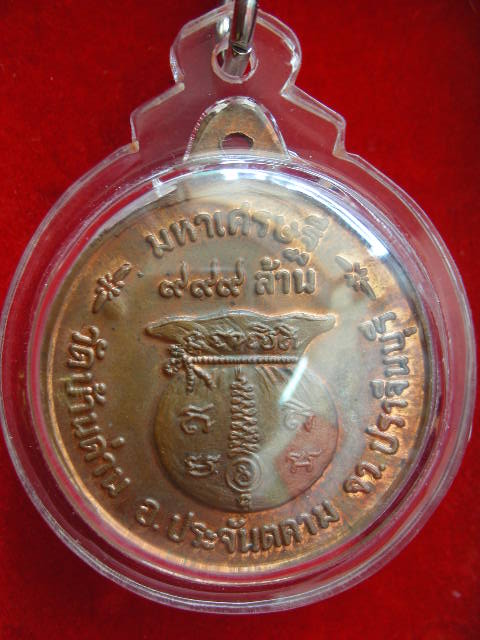 มหาเศรษฐี
๙๙๙ ล้าน
วัดบ้านด่าน อ.ประจันตคาม จว.ปราจีนบุรี